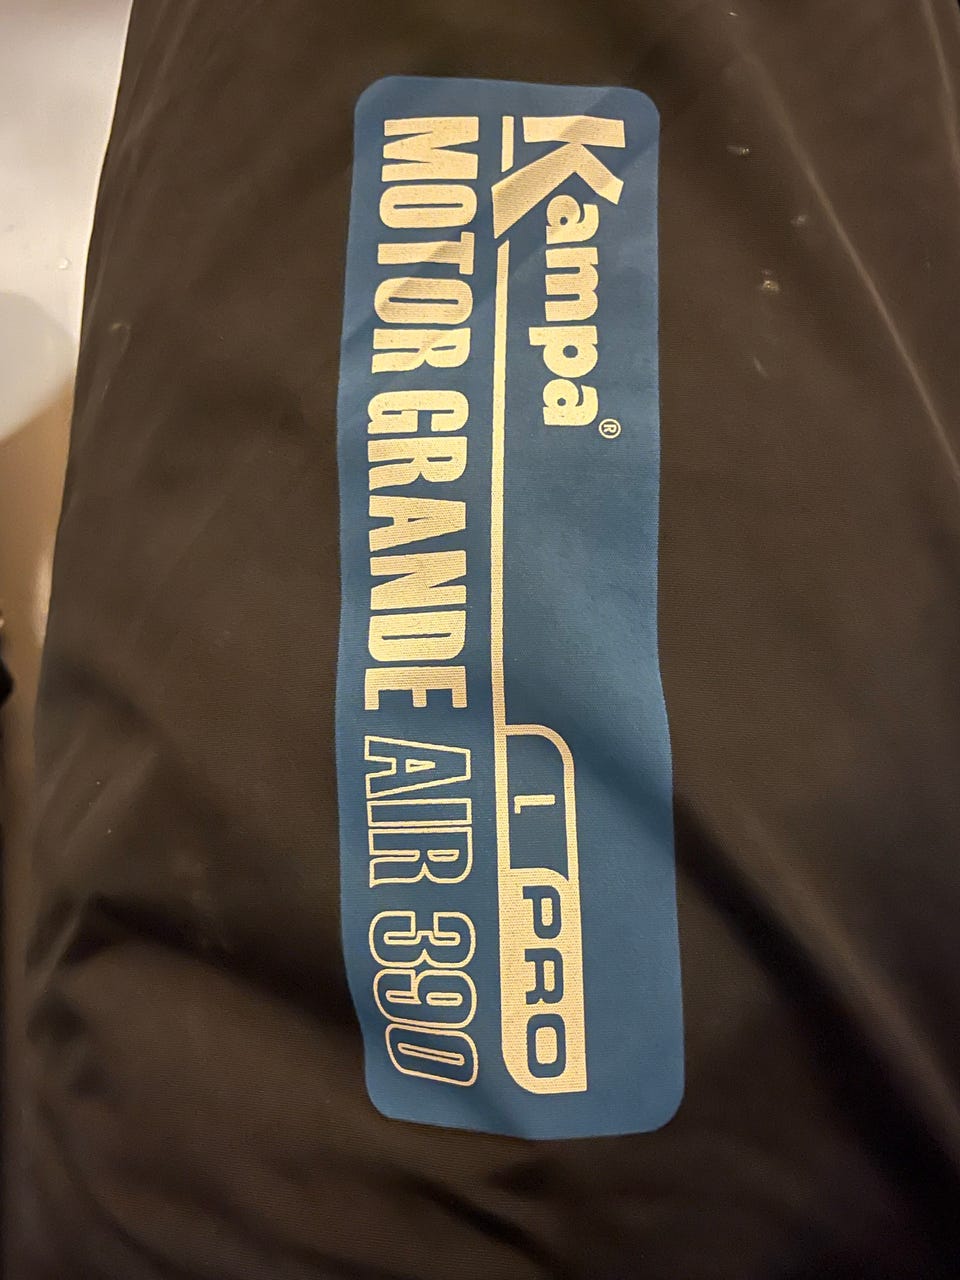 Kampa®
L PRO
MOTOR GRANDE AIR 390